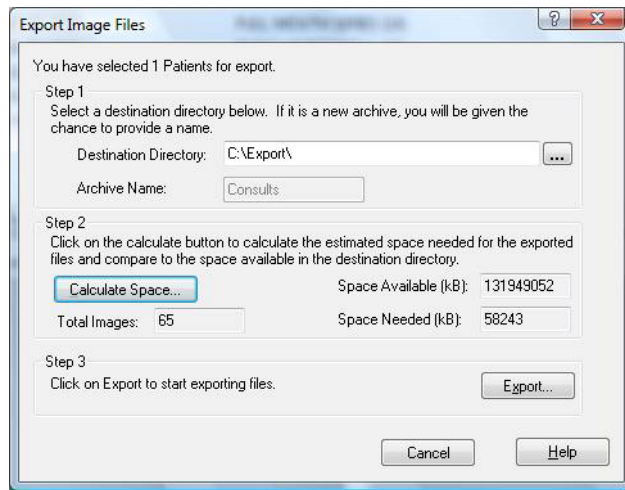 Export Image Files
You have selected 1 Patients for export.
Step 1
Select a destination directory below. If it is a new archive, you will be given the
chance to provide a name.
Destination Directory: C:\Export\ ...
Archive Name: Consults
Step 2
Click on the calculate button to calculate the estimated space needed for the exported
files and compare to the space available in the destination directory.
Calculate Space... Space Available (kB): 131949052
Total Images: 65 Space Needed (kB): 58243
Step 3
Click on Export to start exporting files. Export...
Cancel Help